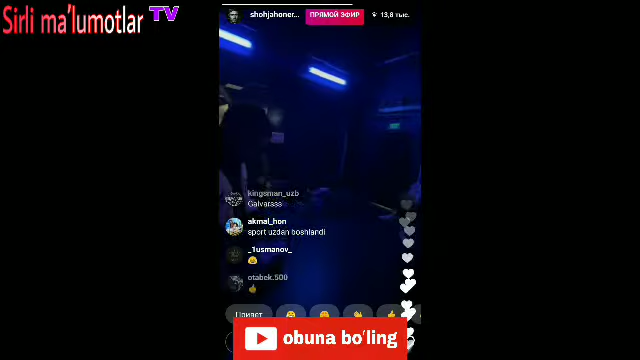 Sirli ma'lumotlar TV
shohjahoner... ПРЯМОЙ ЭФИР 13,8 тыс.
kingsman_uzb
Galvarass
akmal_hon
sport uzdan boshlandi
_1usmanov_
otabek.500
Привет
obuna bo'ling